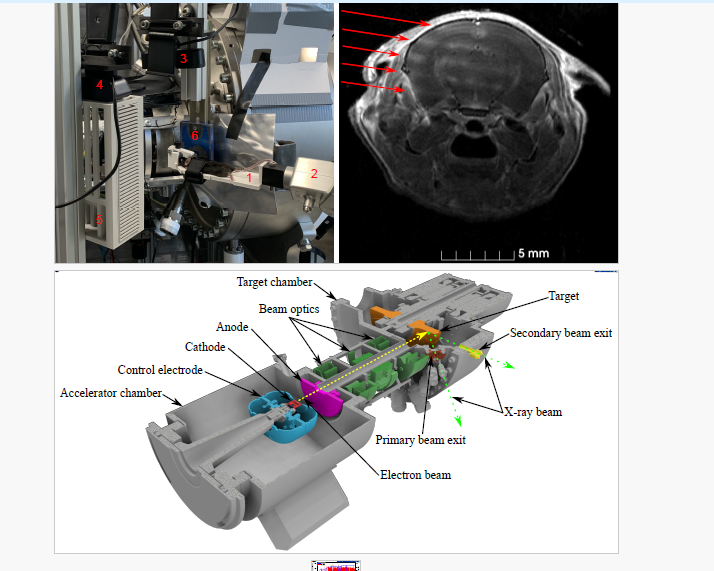 3
4
6
1
2
5
5 mm
Target chamber
Target
Beam optics
Secondary beam exit
Anode
Cathode
Control electrode
Accelerator chamber
X-ray beam
Primary beam exit
Electron beam